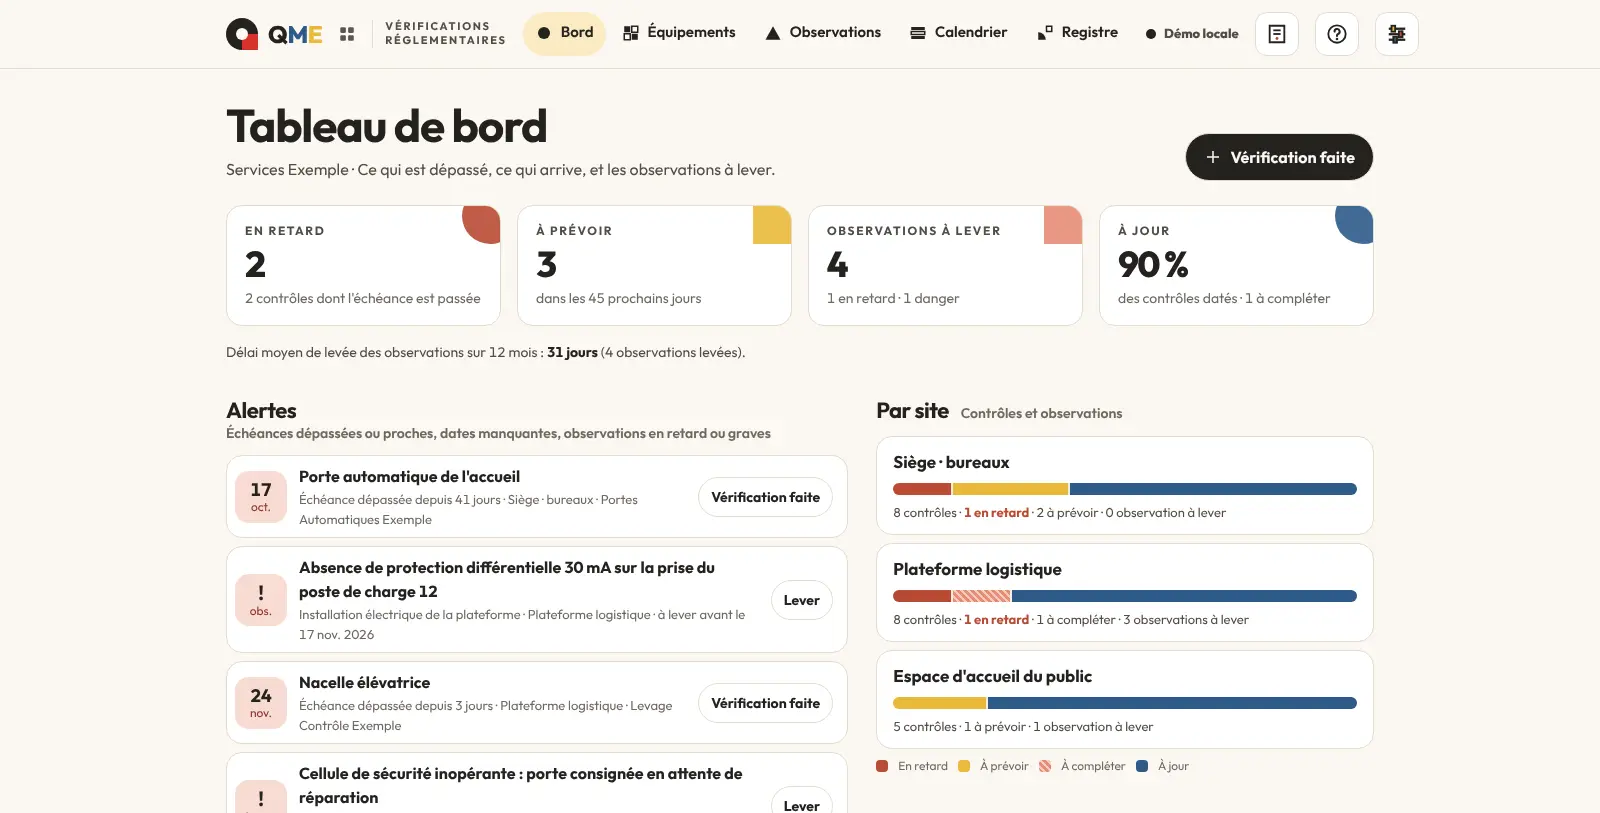 QME
VÉRIFICATIONS
RÉGLEMENTAIRES
Bord
Équipements
Observations
Calendrier
Registre
Démo locale
Tableau de bord
Services Exemple · Ce qui est dépassé, ce qui arrive, et les observations à lever.
+ Vérification faite
EN RETARD
2
2 contrôles dont l'échéance est passée
À PRÉVOIR
3
dans les 45 prochains jours
OBSERVATIONS À LEVER
4
1 en retard · 1 danger
À JOUR
90 %
des contrôles datés · 1 à compléter
Délai moyen de levée des observations sur 12 mois : 31 jours (4 observations levées).
Alertes
Échéances dépassées ou proches, dates manquantes, observations en retard ou graves
17
oct.
Porte automatique de l'accueil
Échéance dépassée depuis 41 jours · Siège · bureaux · Portes
Automatiques Exemple
Vérification faite
!
obs.
Absence de protection différentielle 30 mA sur la prise du
poste de charge 12
Installation électrique de la plateforme · Plateforme logistique · à lever avant le
17 nov. 2026
Lever
24
nov.
Nacelle élévatrice
Échéance dépassée depuis 3 jours · Plateforme logistique · Levage
Contrôle Exemple
Vérification faite
!
Cellule de sécurité inopérante : porte consignée en attente de
réparation
Lever
Par site
Contrôles et observations
Siège · bureaux
8 contrôles · 1 en retard · 2 à prévoir · 0 observation à lever
Plateforme logistique
8 contrôles · 1 en retard · 1 à compléter · 3 observations à lever
Espace d'accueil du public
5 contrôles · 1 à prévoir · 1 observation à lever
En retard
À prévoir
À compléter
À jour